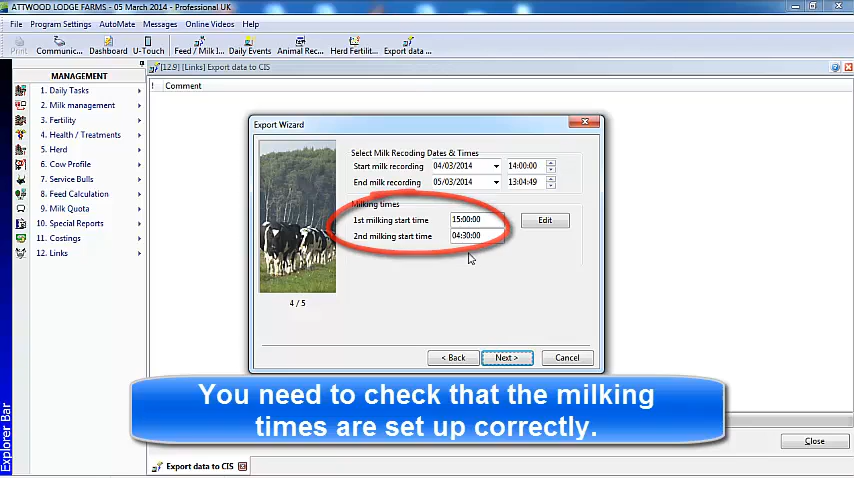 ATTWOOD LODGE FARMS - 05 March 2014 - Professional UK
File Program Settings AutoMate Messages Online Videos Help
Print Communic... Dashboard U-Touch Feed / Milk I... Daily Events Animal Rec... Herd Fertilit... Export data ...
MANAGEMENT
1. Daily Tasks
2. Milk management
3. Fertility
4. Health / Treatments
5. Herd
6. Cow Profile
7. Service Bulls
8. Feed Calculation
9. Milk Quota
10. Special Reports
11. Costings
12. Links
Explorer Bar
[12.9] [Links] Export data to CIS
! Comment
Export Wizard
Select Milk Recoding Dates & Times
Start milk recording 04/03/2014 14:00:00
End milk recording 05/03/2014 13:04:49
Milking times
1st milking start time 15:00:00 Edit
2nd milking start time 04:30:00
4 / 5
< Back Next > Cancel
You need to check that the milking
times are set up correctly.
Close
Export data to CIS